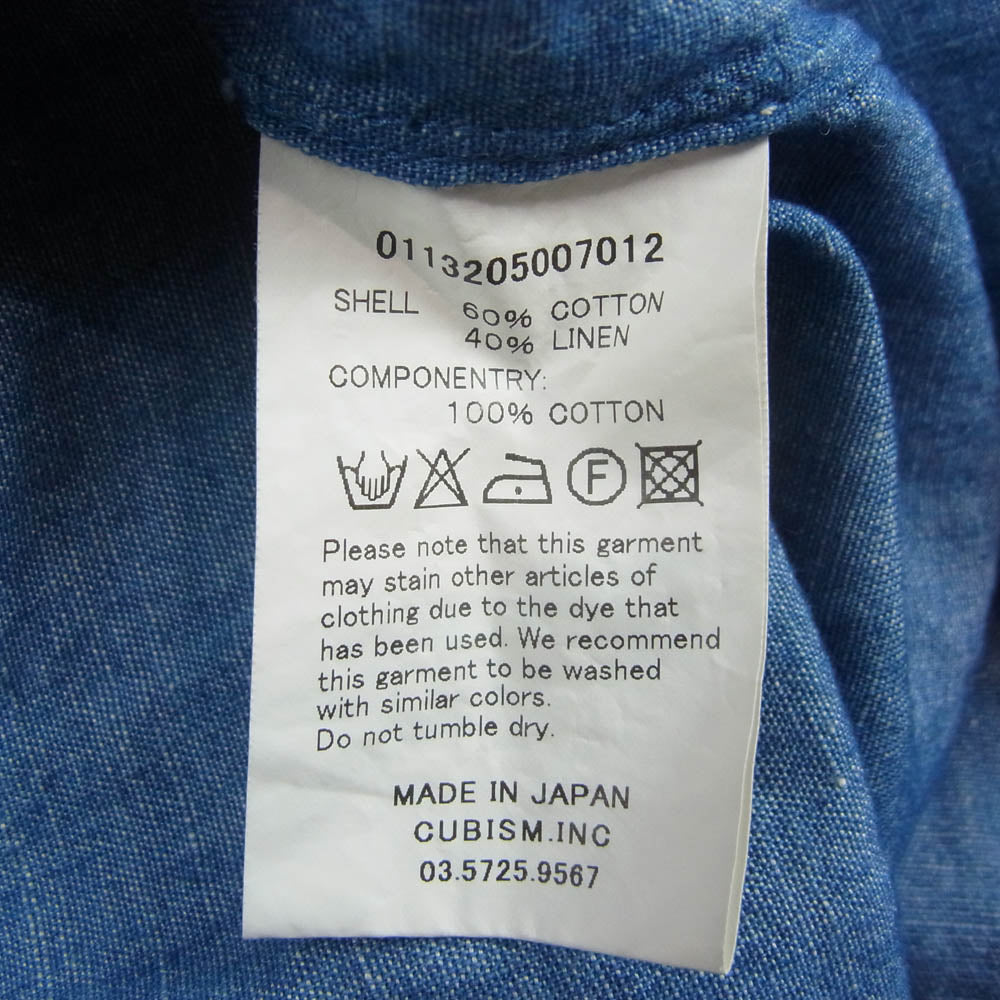 0113205007012
SHELL 60% COTTON
40% LINEN
COMPONENTRY:
100% COTTON
F
Please note that this garment
may stain other articles of
clothing due to the dye that
has been used. We recommend
this garment to be washed
with similar colors.
Do not tumble dry.
MADE IN JAPAN
CUBISM.INC
03.5725.9567